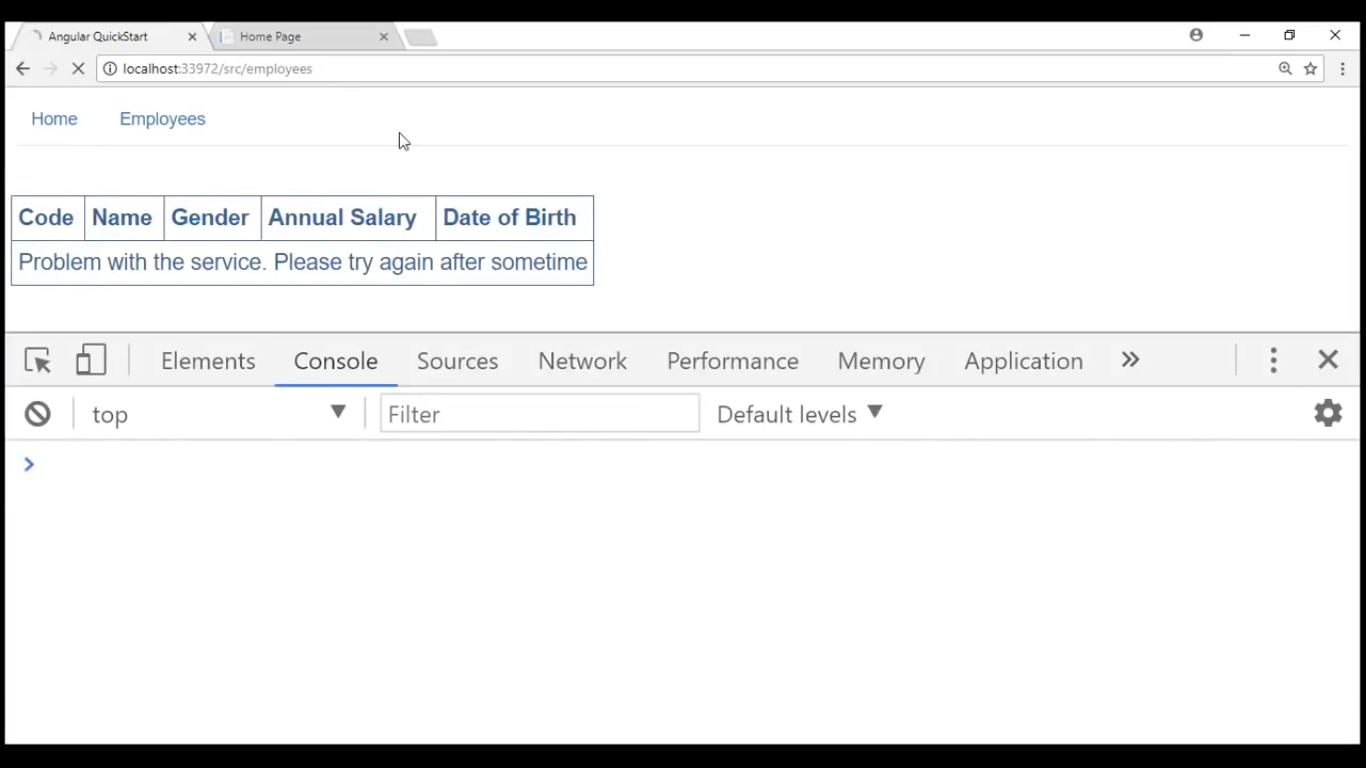 Angular QuickStart
Home Page
localhost:33972/src/employees
Home Employees
Code Name Gender Annual Salary Date of Birth
Problem with the service. Please try again after sometime
Elements Console Sources Network Performance Memory Application
top Filter Default levels